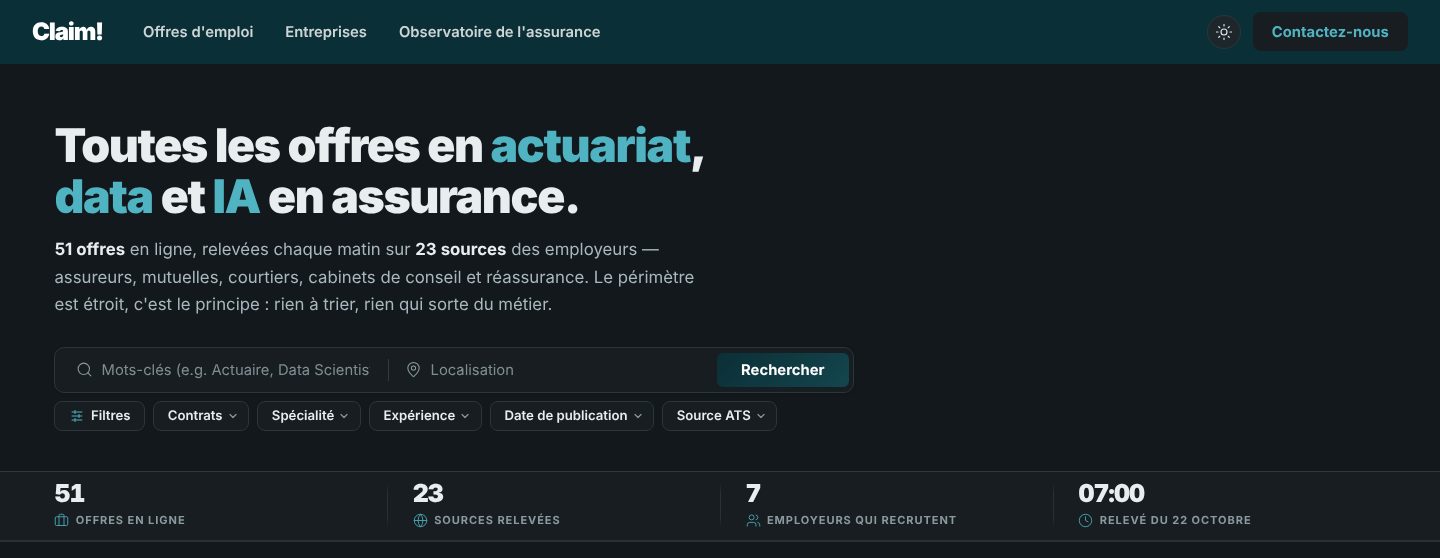 Claim!
Offres d'emploi
Entreprises
Observatoire de l'assurance
Contactez-nous
Toutes les offres en actuariat,
data et IA en assurance.
51 offres en ligne, relevées chaque matin sur 23 sources des employeurs —
assureurs, mutuelles, courtiers, cabinets de conseil et réassurance. Le périmètre
est étroit, c'est le principe : rien à trier, rien qui sorte du métier.
Mots-clés (e.g. Actuaire, Data Scientis
Localisation
Rechercher
Filtres
Contrats
Spécialité
Expérience
Date de publication
Source ATS
51
OFFRES EN LIGNE
23
SOURCES RELEVÉES
7
EMPLOYEURS QUI RECRUTENT
07:00
RELEVÉ DU 22 OCTOBRE